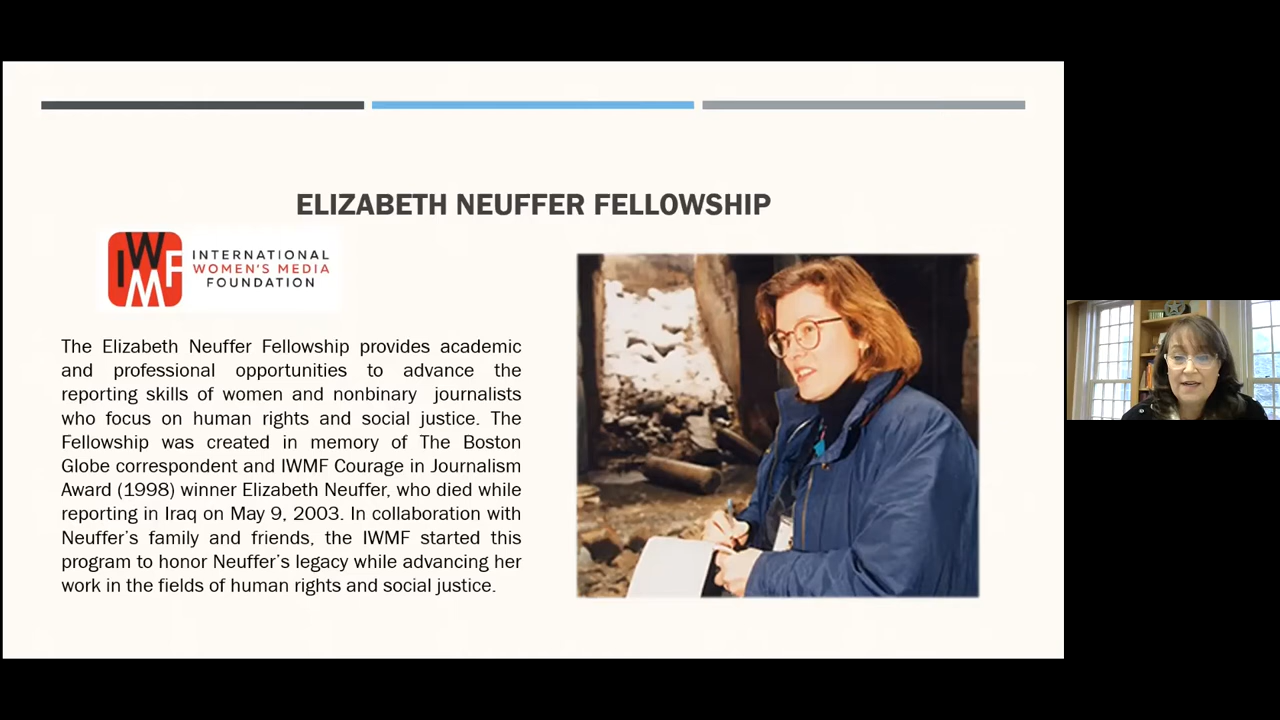 ELIZABETH NEUFFER FELLOWSHIP
IWMF
INTERNATIONAL
WOMEN'S MEDIA
FOUNDATION
The Elizabeth Neuffer Fellowship provides academic
and professional opportunities to advance the
reporting skills of women and nonbinary journalists
who focus on human rights and social justice. The
Fellowship was created in memory of The Boston
Globe correspondent and IWMF Courage in Journalism
Award (1998) winner Elizabeth Neuffer, who died while
reporting in Iraq on May 9, 2003. In collaboration with
Neuffer’s family and friends, the IWMF started this
program to honor Neuffer’s legacy while advancing her
work in the fields of human rights and social justice.